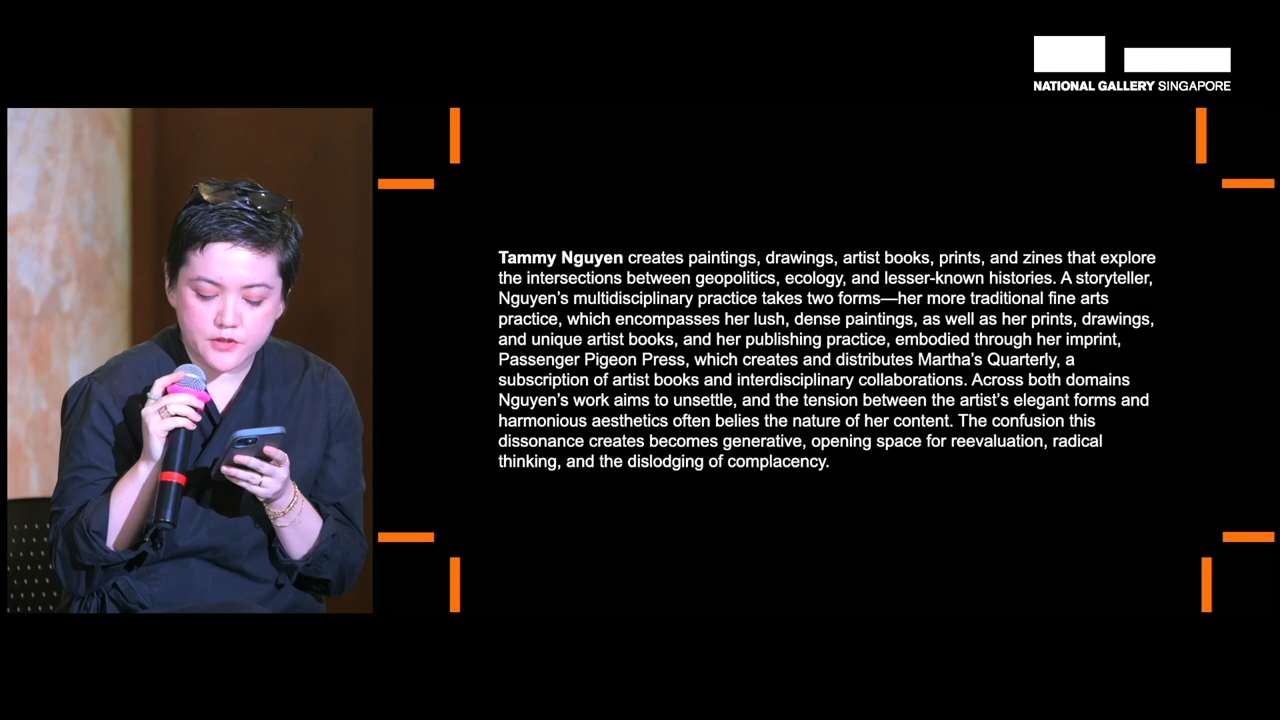 NATIONAL GALLERY SINGAPORE
Tammy Nguyen creates paintings, drawings, artist books, prints, and zines that explore
the intersections between geopolitics, ecology, and lesser-known histories. A storyteller,
Nguyen’s multidisciplinary practice takes two forms—her more traditional fine arts
practice, which encompasses her lush, dense paintings, as well as her prints, drawings,
and unique artist books, and her publishing practice, embodied through her imprint,
Passenger Pigeon Press, which creates and distributes Martha’s Quarterly, a
subscription of artist books and interdisciplinary collaborations. Across both domains
Nguyen’s work aims to unsettle, and the tension between the artist’s elegant forms and
harmonious aesthetics often belies the nature of her content. The confusion this
dissonance creates becomes generative, opening space for reevaluation, radical
thinking, and the dislodging of complacency.